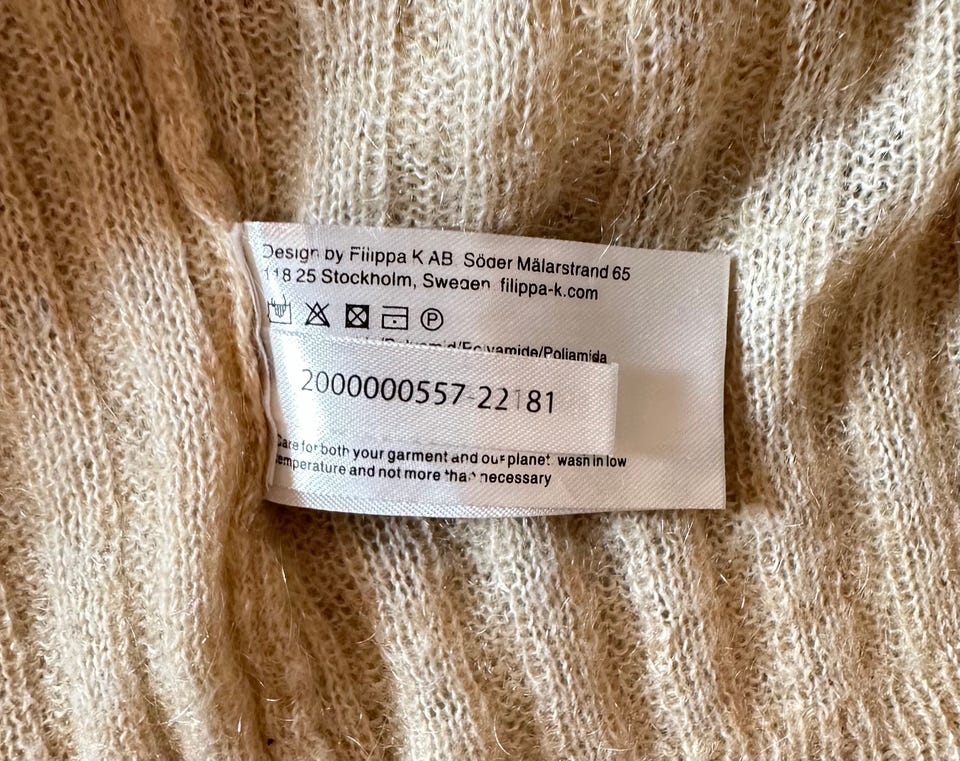 Design by Filippa K AB Söder Mälarstrand 65
118 25 Stockholm, Sweden filippa-k.com
P
/Polyamid/Polyamide/Poliamida
2000000557-22181
Care for both your garment and our planet wash in low
temperature and not more than necessary